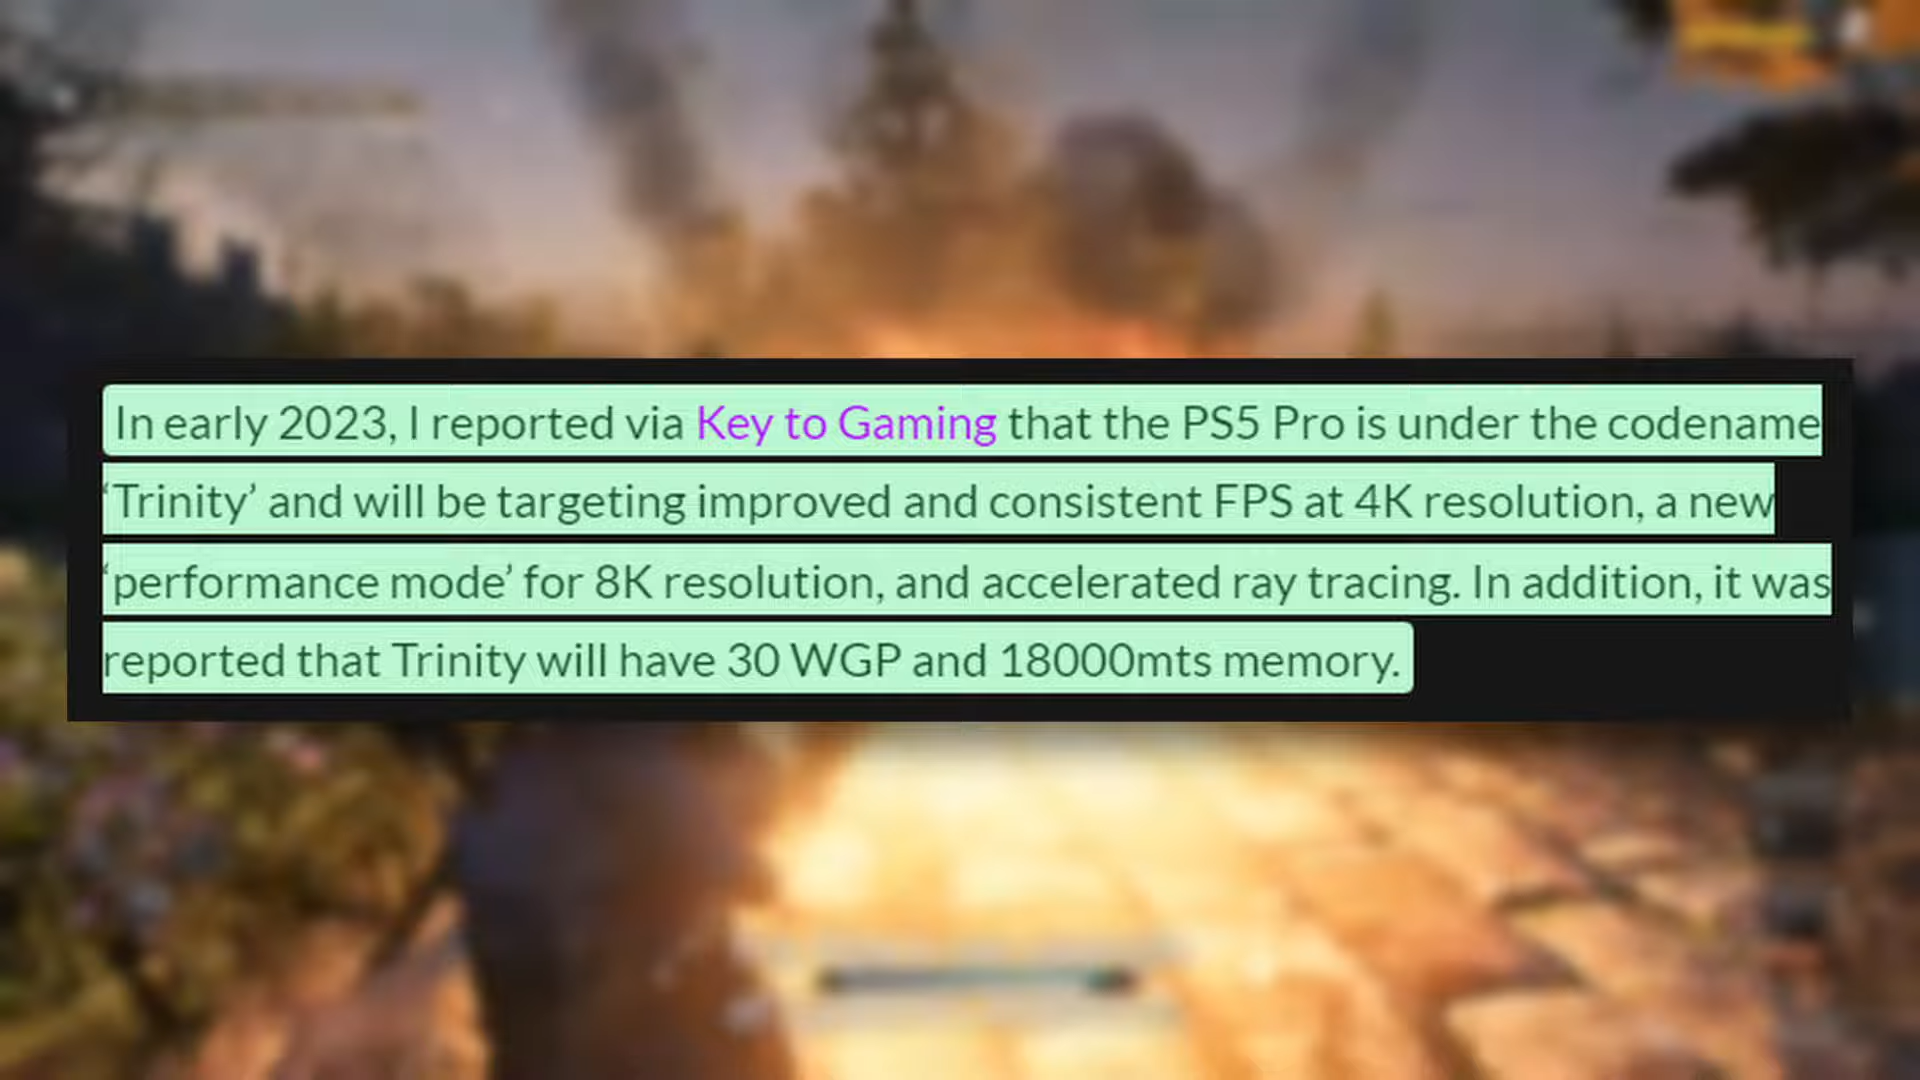 In early 2023, I reported via Key to Gaming that the PS5 Pro is under the codename
‘Trinity’ and will be targeting improved and consistent FPS at 4K resolution, a new
‘performance mode’ for 8K resolution, and accelerated ray tracing. In addition, it was
reported that Trinity will have 30 WGP and 18000mts memory.